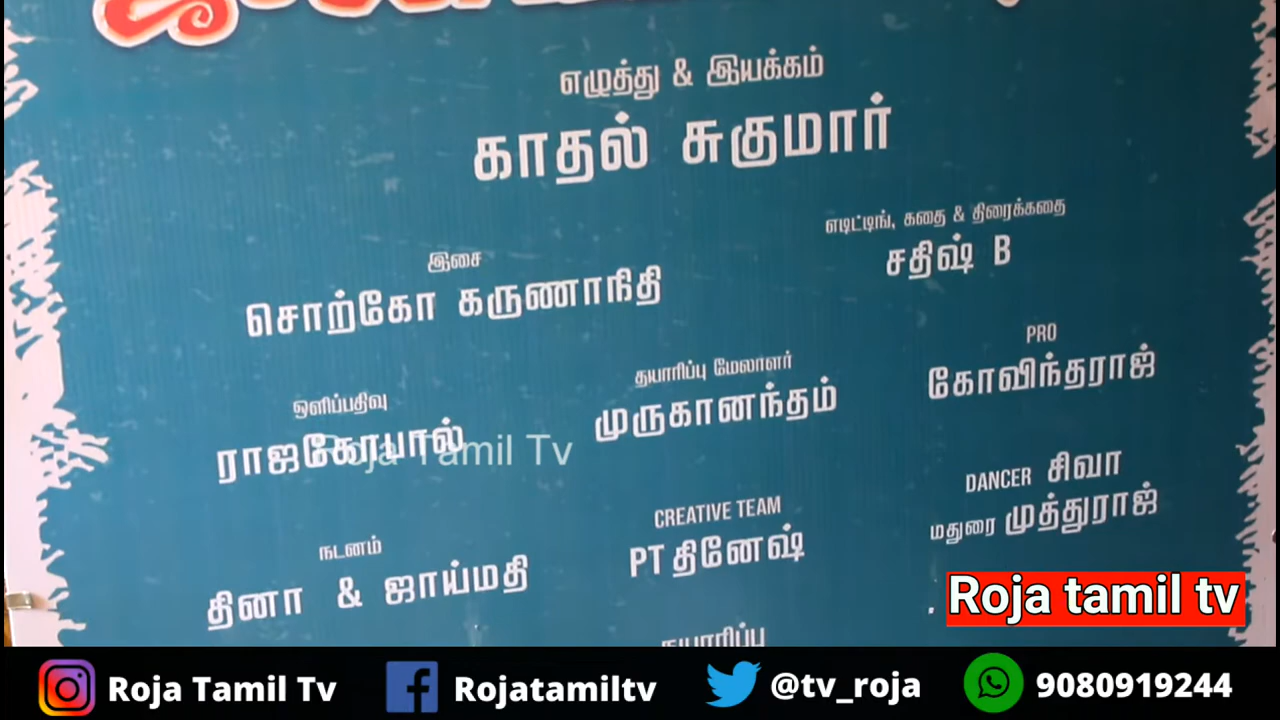 எழுத்து & இயக்கம்
காதல் சுகுமார்
எடிட்டிங், கதை & திரைக்கதை
சதிஷ் B
இசை
சொற்கோ கருணாநிதி
PRO
கோவிந்தராஜ்
தயாரிப்பு மேலாளர்
முருகானந்தம்
ஒளிப்பதிவு
ராஜகோபால்
Roja Tamil Tv
DANCER சிவா
மதுரை முத்துராஜ்
CREATIVE TEAM
PT தினேஷ்
நடனம்
தினா & ஜாய்மதி
தயாரிப்பு
Roja tamil tv
Roja Tamil Tv
Rojatamiltv
@tv_roja
9080919244